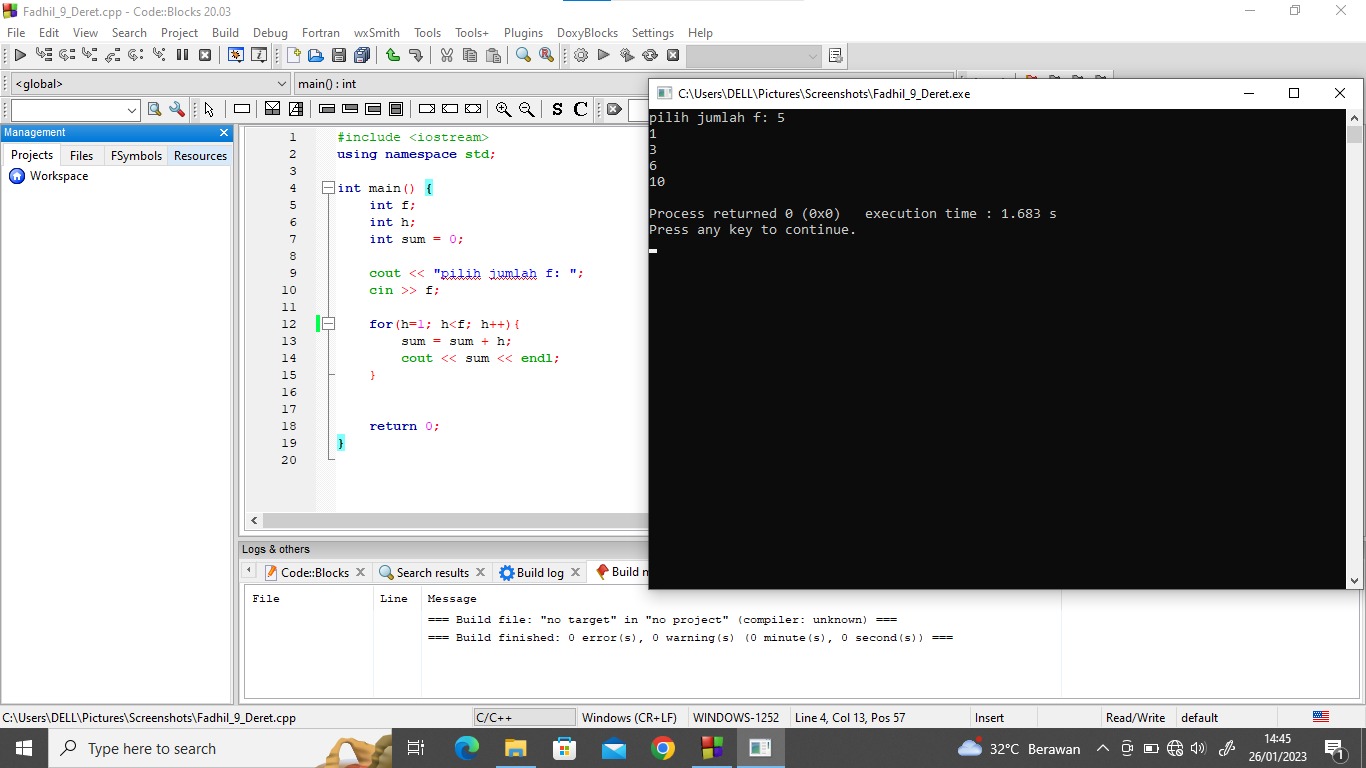 Fadhil_9_Deret.cpp - Code::Blocks 20.03
File Edit View Search Project Build Debug Fortran wxSmith Tools Tools+ Plugins DoxyBlocks Settings Help
<global>
main() : int
S C
Management
Projects Files FSymbols Resources
Workspace
1 #include <iostream>
2 using namespace std;
3
4 int main() {
5 int f;
6 int h;
7 int sum = 0;
8
9 cout << "pilih jumlah f: ";
10 cin >> f;
11
12 for(h=1; h<f; h++){
13 sum = sum + h;
14 cout << sum << endl;
15 }
16
17
18 return 0;
19 }
20
C:\Users\DELL\Pictures\Screenshots\Fadhil_9_Deret.exe
pilih jumlah f: 5
1
3
6
10
Process returned 0 (0x0) execution time : 1.683 s
Press any key to continue.
Logs & others
Code::Blocks Search results Build log Build
File Line Message
=== Build file: "no target" in "no project" (compiler: unknown) ===
=== Build finished: 0 error(s), 0 warning(s) (0 minute(s), 0 second(s)) ===
C:\Users\DELL\Pictures\Screenshots\Fadhil_9_Deret.cpp C/C++ Windows (CR+LF) WINDOWS-1252 Line 4, Col 13, Pos 57 Insert Read/Write default
Type here to search
32°C Berawan
14:45
26/01/2023
1